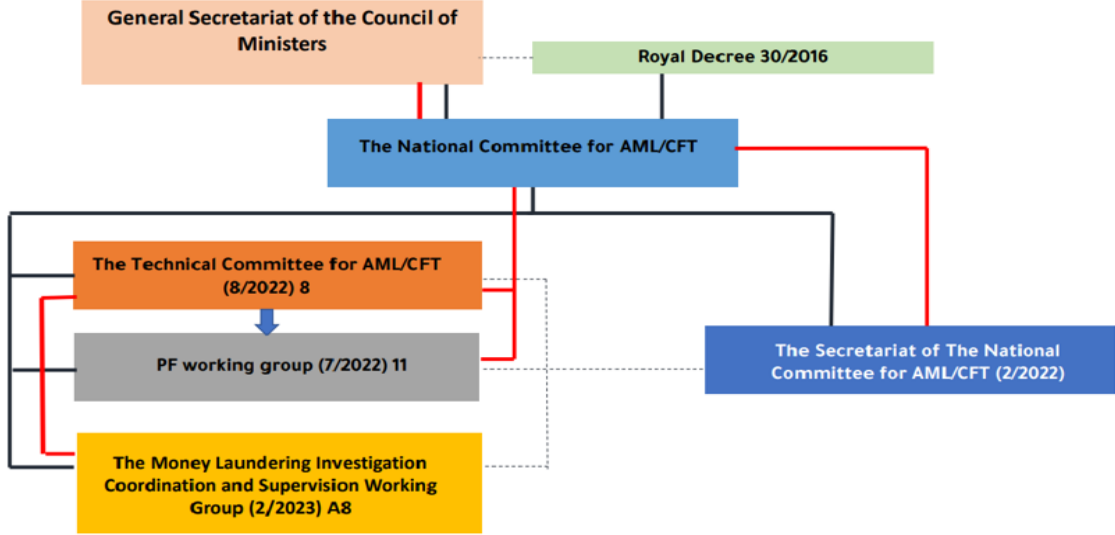 General Secretariat of the Council of
Ministers
Royal Decree 30/2016
The National Committee for AML/CFT
The Technical Committee for AML/CFT
(8/2022) 8
PF working group (7/2022) 11
The Secretariat of The National
Committee for AML/CFT (2/2022)
The Money Laundering Investigation
Coordination and Supervision Working
Group (2/2023) A8